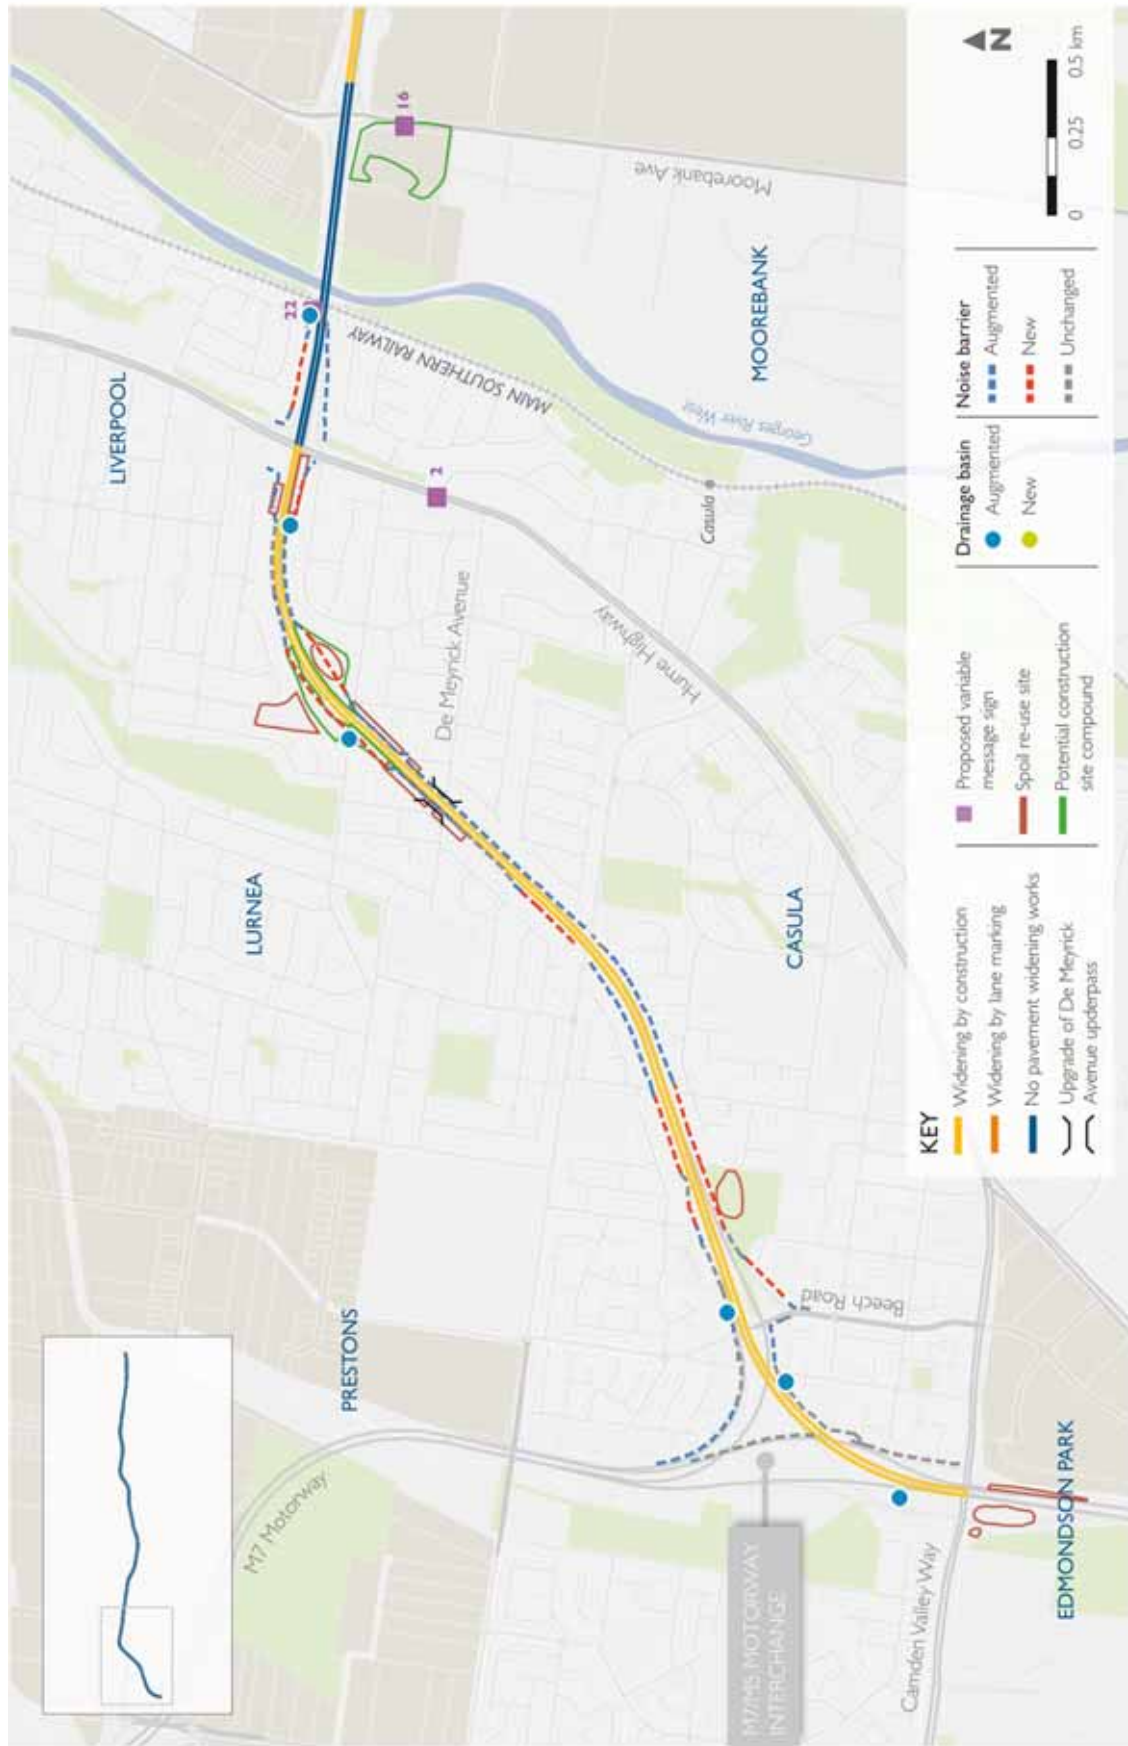 LIVERPOOL
LURNEA
PRESTONS
M7 Motorway
22
16
2
Moorebank Ave
MAIN SOUTHERN RAILWAY
MOOREBANK
Georges River West
Casula
De Meyrick Avenue
Hume Highway
CASULA
Beech Road
M7/M5 MOTORWAY
INTERCHANGE
Camden Valley Way
EDMONDSON PARK
KEY
Widening by construction
Widening by lane marking
No pavement widening works
Upgrade of De Meyrick
Avenue upderpass
Proposed variable
message sign
Spoil re-use site
Potential construction
site compound
Drainage basin
Augmented
New
Noise barrier
Augmented
New
Unchanged
N
0
0.25
0.5 km